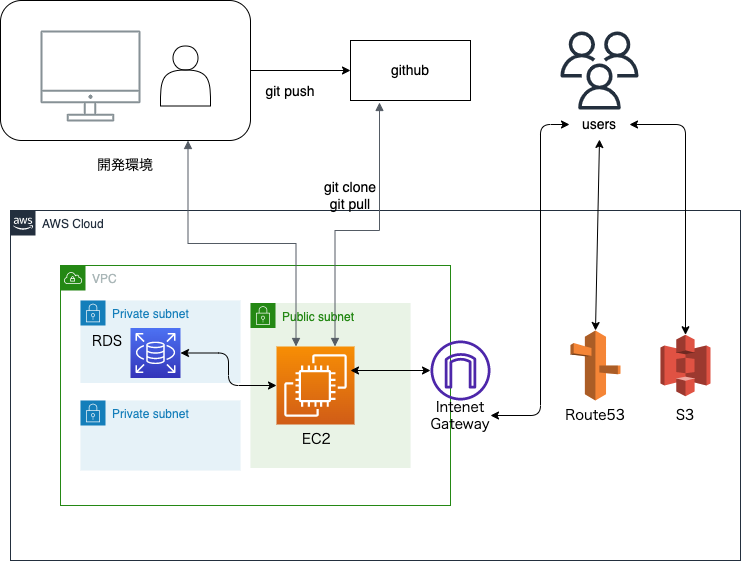 github
git push
users
開発環境
git clone
git pull
aws
AWS Cloud
VPC
Private subnet
Public subnet
RDS
Private subnet
EC2
Intenet
Gateway
Route53
S3